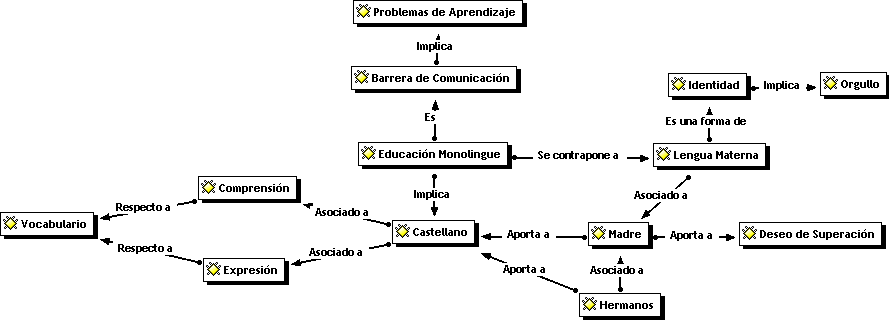 Problemas de Aprendizaje
Implica
Barrera de Comunicación
Identidad
Implica
Orgullo
Es
Es una forma de
Educación Monolingue
Se contrapone a
Lengua Materna
Comprensión
Implica
Asociado a
Respecto a
Asociado a
Vocabulario
Castellano
Aporta a
Madre
Aporta a
Deseo de Superación
Respecto a
Asociado a
Expresión
Aporta a
Asociado a
Hermanos